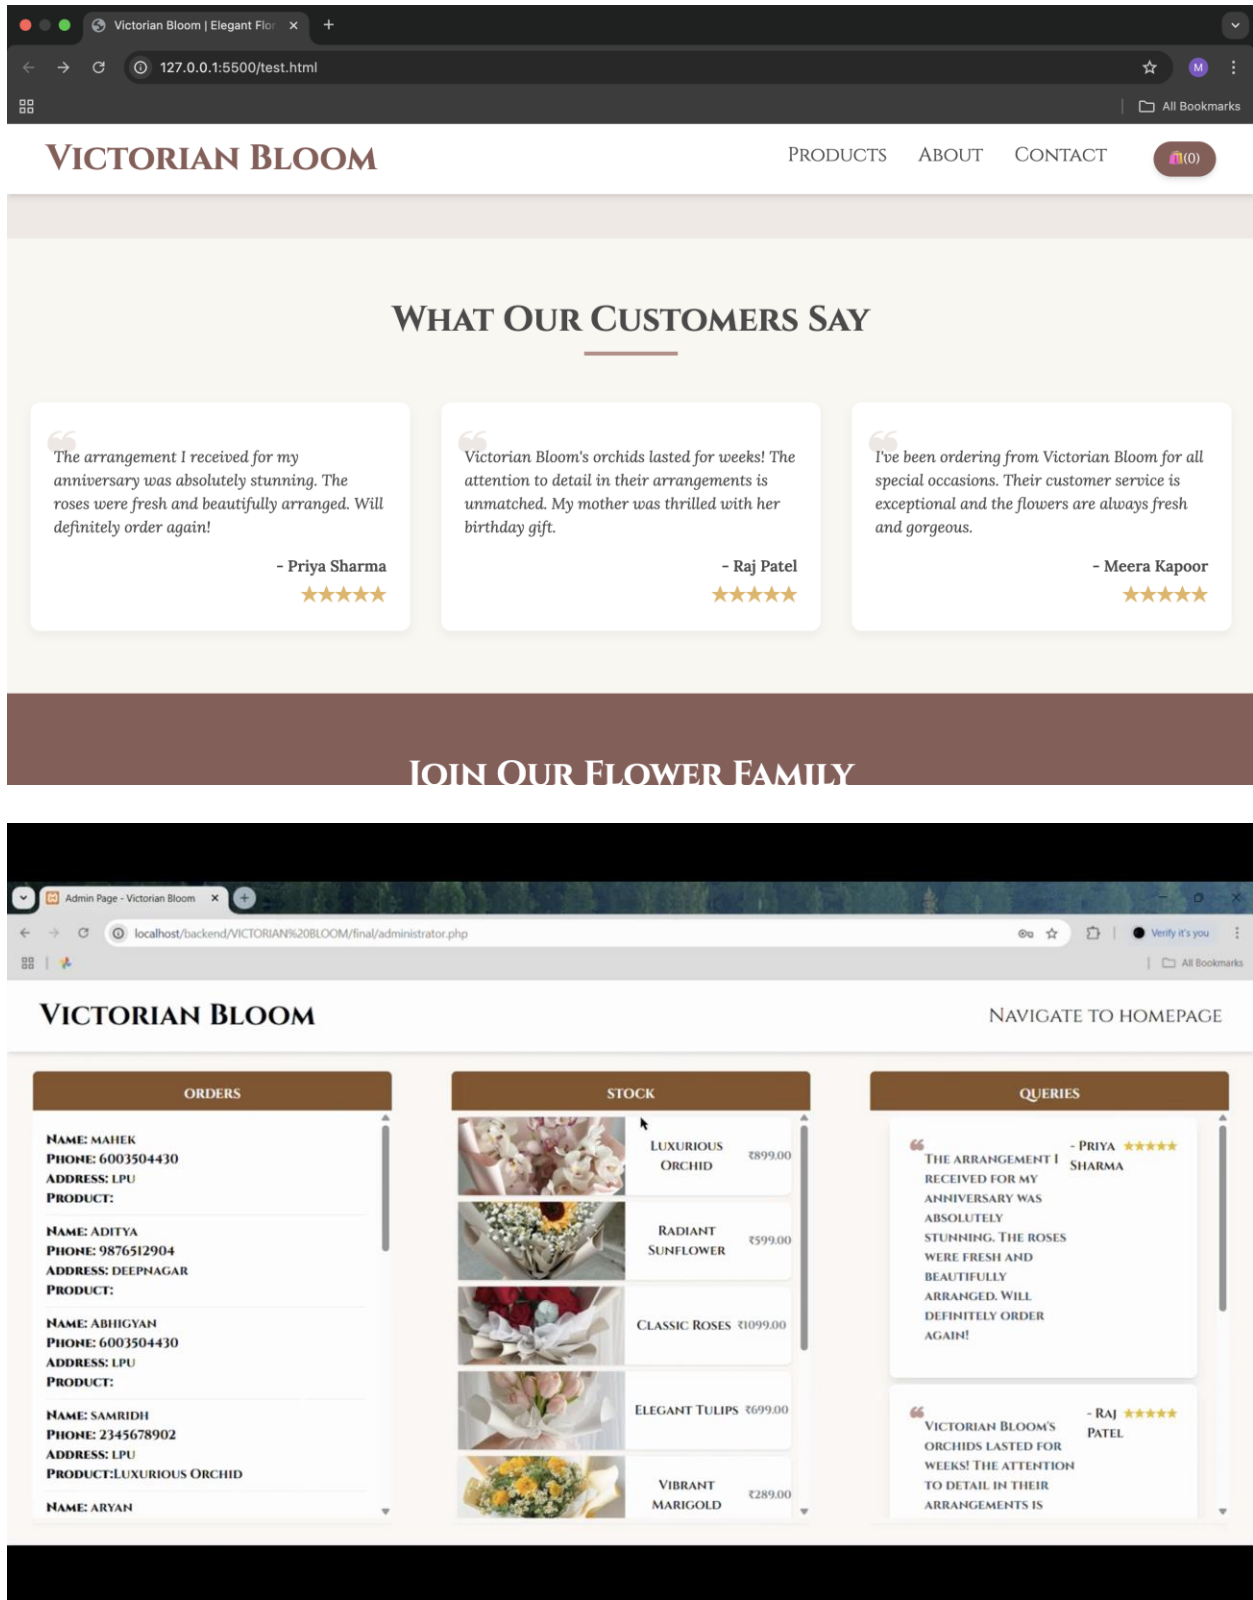 Victorian Bloom | Elegant Flor
127.0.0.1:5500/test.html
M
All Bookmarks
VICTORIAN BLOOM
PRODUCTS ABOUT CONTACT (0)
WHAT OUR CUSTOMERS SAY
The arrangement I received for my
anniversary was absolutely stunning. The
roses were fresh and beautifully arranged. Will
definitely order again!
- Priya Sharma
Victorian Bloom's orchids lasted for weeks! The
attention to detail in their arrangements is
unmatched. My mother was thrilled with her
birthday gift.
- Raj Patel
I've been ordering from Victorian Bloom for all
special occasions. Their customer service is
exceptional and the flowers are always fresh
and gorgeous.
- Meera Kapoor
JOIN OUR FLOWER FAMILY
Admin Page - Victorian Bloom
localhost/backend/VICTORIAN%20BLOOM/final/administrator.php
Verify it's you
All Bookmarks
VICTORIAN BLOOM
NAVIGATE TO HOMEPAGE
ORDERS
NAME: MAHEK
PHONE: 6003504430
ADDRESS: LPU
PRODUCT:
NAME: ADITYA
PHONE: 9876512904
ADDRESS: DEEPNAGAR
PRODUCT:
NAME: ABHIGYAN
PHONE: 6003504430
ADDRESS: LPU
PRODUCT:
NAME: SAMRIDH
PHONE: 2345678902
ADDRESS: LPU
PRODUCT:LUXURIOUS ORCHID
NAME: ARYAN
STOCK
LUXURIOUS
ORCHID
₹899.00
RADIANT
SUNFLOWER
₹599.00
CLASSIC ROSES ₹1099.00
ELEGANT TULIPS ₹699.00
VIBRANT
MARIGOLD
₹289.00
QUERIES
THE ARRANGEMENT I
RECEIVED FOR MY
ANNIVERSARY WAS
ABSOLUTELY
STUNNING. THE ROSES
WERE FRESH AND
BEAUTIFULLY
ARRANGED. WILL
DEFINITELY ORDER
AGAIN!
- PRIYA
SHARMA
VICTORIAN BLOOM'S
ORCHIDS LASTED FOR
WEEKS! THE ATTENTION
TO DETAIL IN THEIR
ARRANGEMENTS IS
- RAJ
PATEL